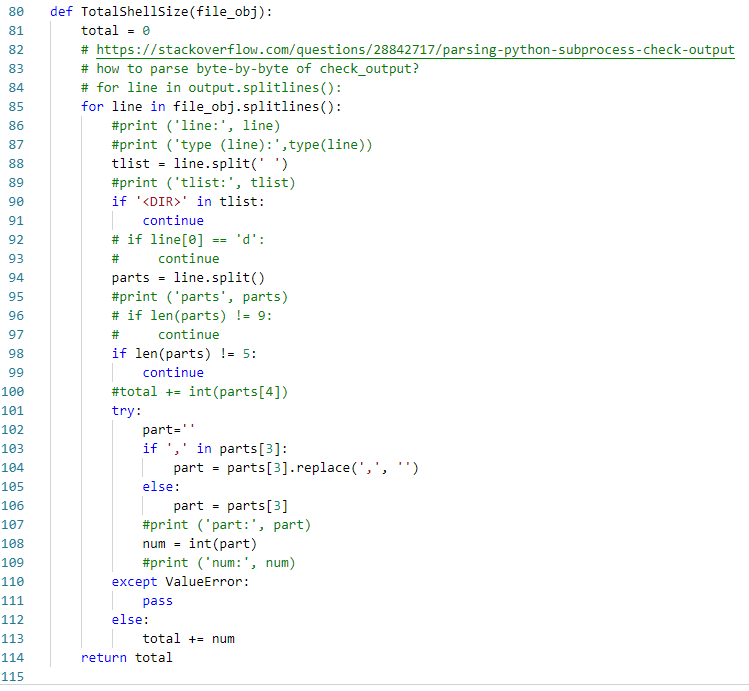 80 def TotalShellSize(file_obj):
81     total = 0
82     # https://stackoverflow.com/questions/28842717/parsing-python-subprocess-check-output
83     # how to parse byte-by-byte of check_output?
84     # for line in output.splitlines():
85     for line in file_obj.splitlines():
86         #print ('line:', line)
87         #print ('type (line):',type(line))
88         tlist = line.split(' ')
89         #print ('tlist:', tlist)
90         if '<DIR>' in tlist:
91             continue
92         # if line[0] == 'd':
93         #     continue
94         parts = line.split()
95         #print ('parts', parts)
96         # if len(parts) != 9:
97         #     continue
98         if len(parts) != 5:
99             continue
100         #total += int(parts[4])
101         try:
102             part=''
103             if ',' in parts[3]:
104                 part = parts[3].replace(',', '')
105             else:
106                 part = parts[3]
107             #print ('part:', part)
108             num = int(part)
109             #print ('num:', num)
110         except ValueError:
111             pass
112         else:
113             total += num
114     return total
115